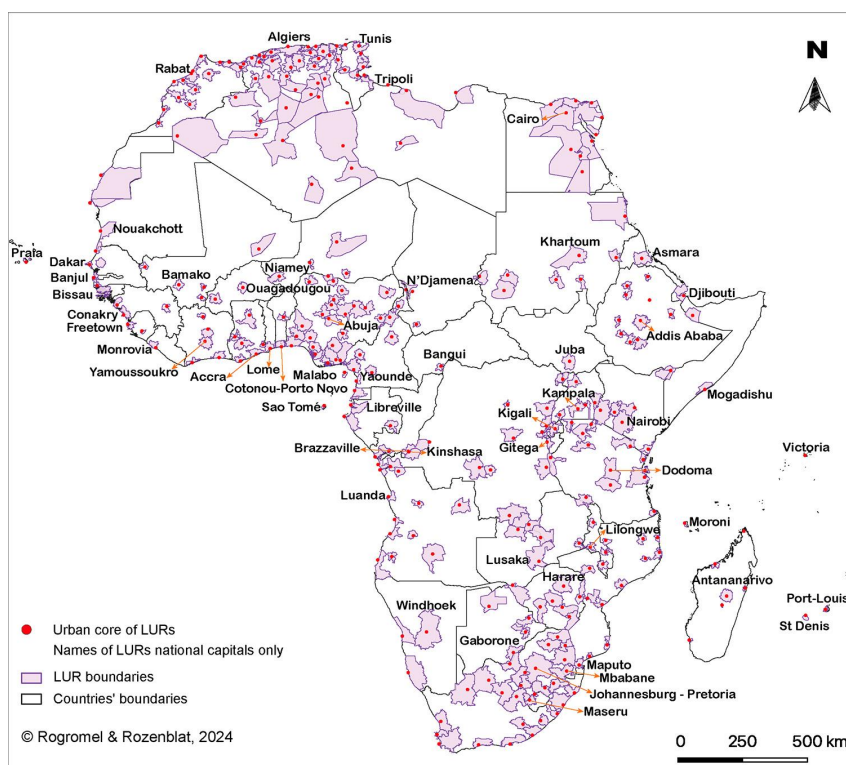 Algiers
Tunis
Rabat
Tripoli
N
Cairo
Nouakchott
Praia
Dakar
Banjul
Bissau
Bamako
Niamey
Ouagadougou
N'Djamena
Khartoum
Asmara
Djibouti
Conakry
Freetown
Monrovia
Yamoussoukro
Accra
Lome
Cotonou-Porto Novo
Abuja
Malabo
Yaounde
Bangui
Juba
Addis Ababa
Sao Tomé
Libreville
Kampala
Kigali
Nairobi
Mogadishu
Gitega
Brazzaville
Kinshasa
Dodoma
Victoria
Luanda
Lilongwe
Moroni
Lusaka
Harare
Antananarivo
Port-Louis
St Denis
Windhoek
Gaborone
Maputo
Mbabane
Johannesburg - Pretoria
Maseru
Urban core of LURs
Names of LURs national capitals only
LUR boundaries
Countries' boundaries
© Rogromel & Rozenblat, 2024
0 250 500 km